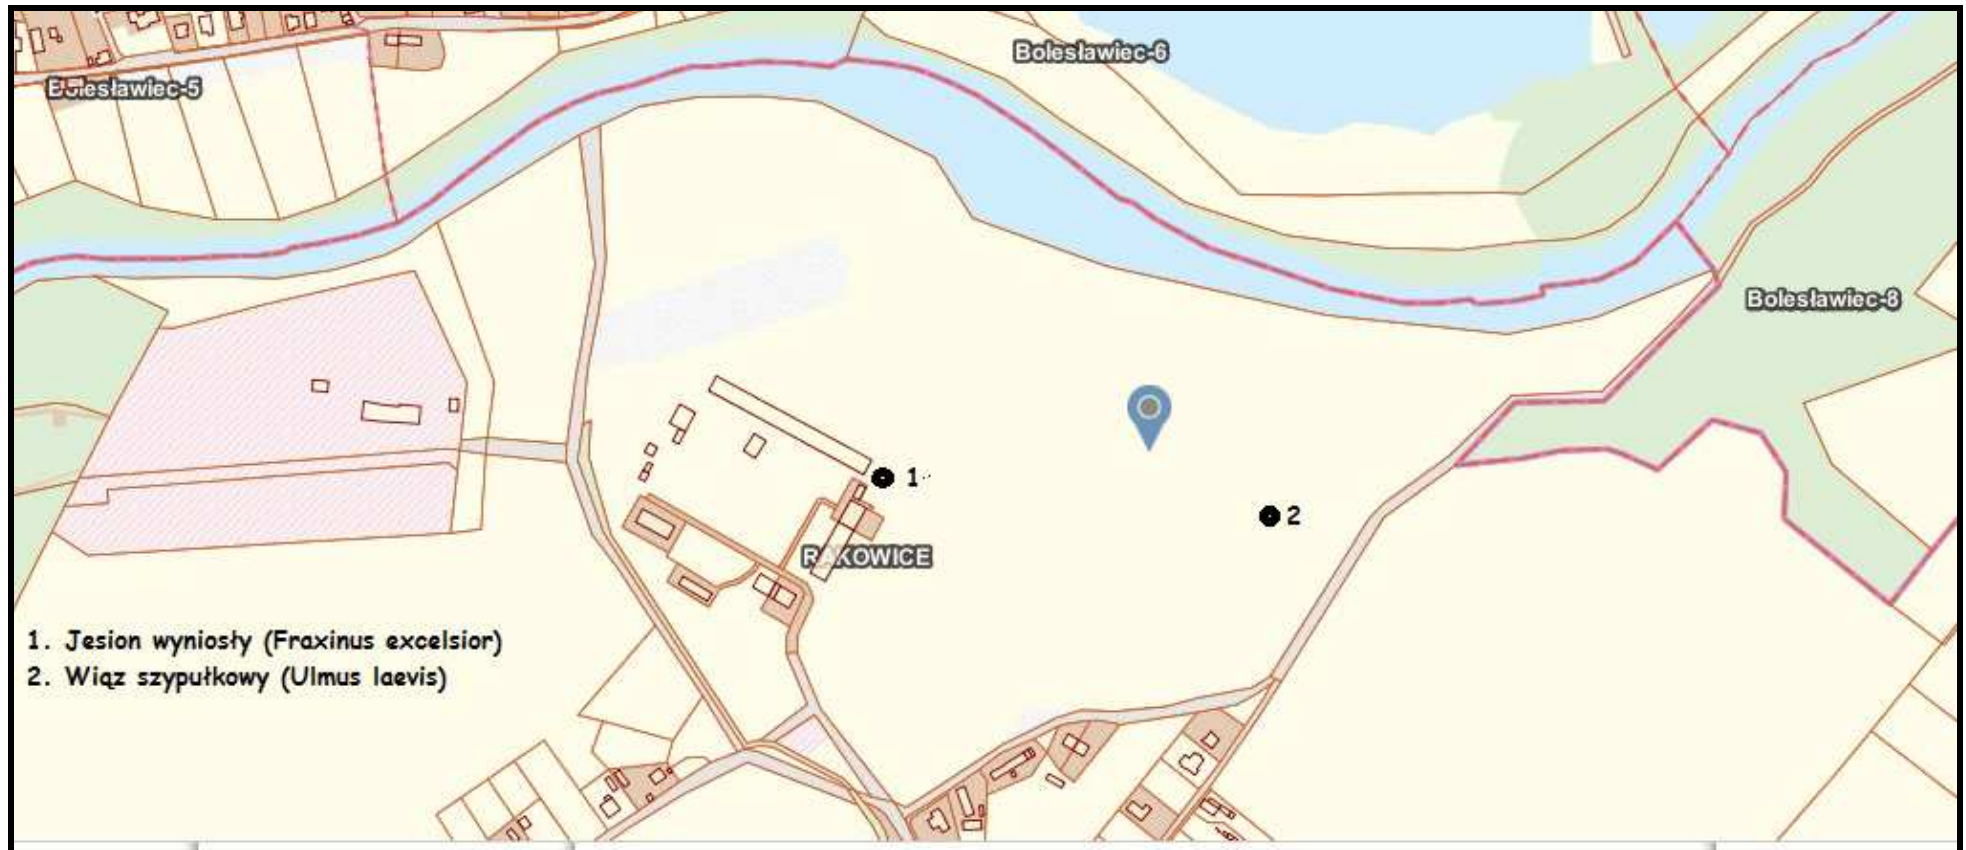 Bolesławiec-6
Bolesławiec-5
Bolesławiec-8
1
2
RAKOWICE
1. Jesion wyniosły (Fraxinus excelsior)
2. Wiąz szypułkowy (Ulmus laevis)